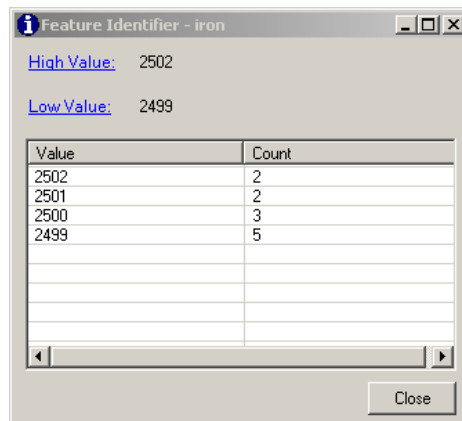 Feature Identifier - iron
High Value: 2502
Low Value: 2499
Value Count
2502 2
2501 2
2500 3
2499 5
Close